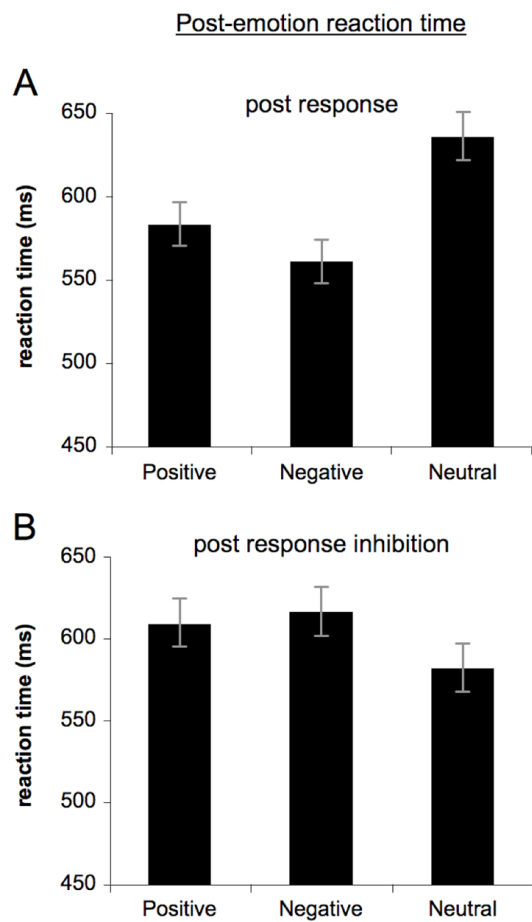 Post-emotion reaction time
A
post response
650
600
550
500
450
reaction time (ms)
Positive Negative Neutral
B
post response inhibition
650
600
550
500
450
reaction time (ms)
Positive Negative Neutral